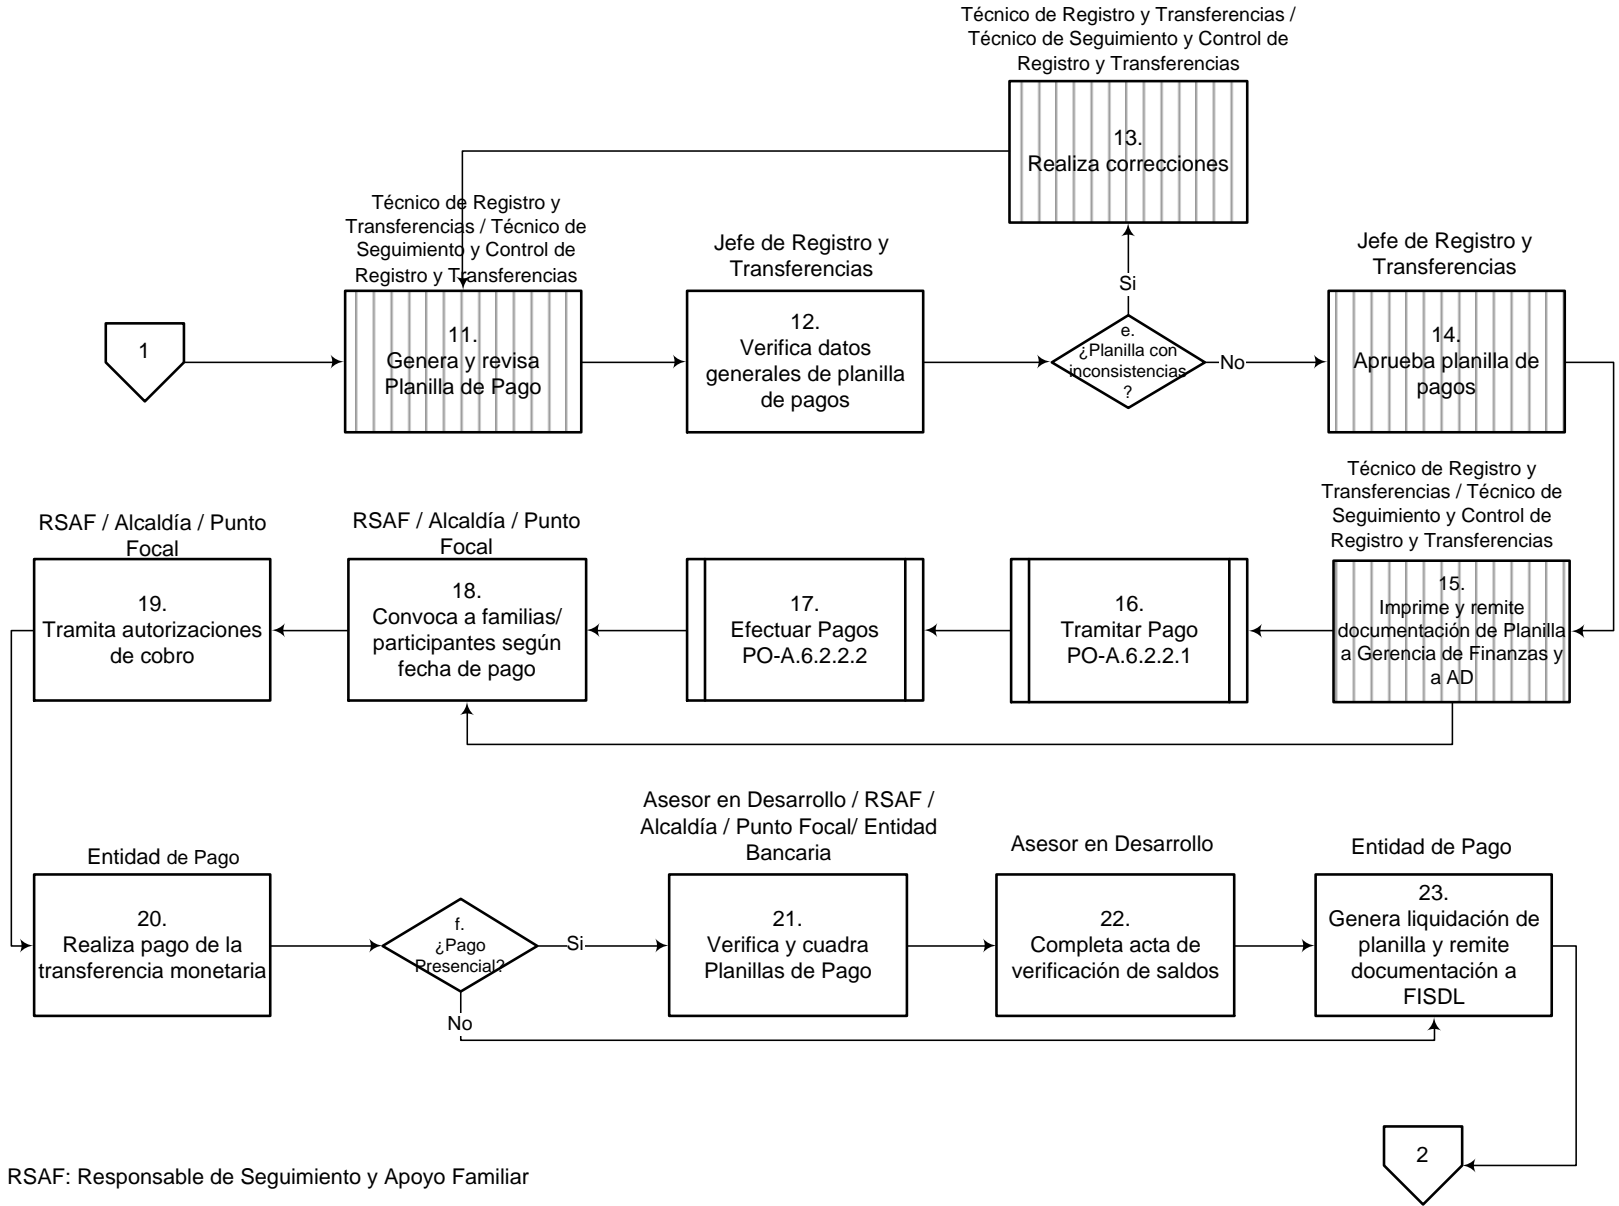 Técnico de Registro y Transferencias /
Técnico de Seguimiento y Control de
Registro y Transferencias
13.
Realiza correcciones
Técnico de Registro y
Transferencias / Técnico de
Seguimiento y Control de
Registro y Transferencias
Jefe de Registro y
Transferencias
Si
Jefe de Registro y
Transferencias
1
11.
Genera y revisa
Planilla de Pago
12.
Verifica datos
generales de planilla
de pagos
e.
¿Planilla con
inconsistencias
?
No
14.
Aprueba planilla de
pagos
Técnico de Registro y
Transferencias / Técnico de
Seguimiento y Control de
Registro y Transferencias
15.
Imprime y remite
documentación de Planilla
a Gerencia de Finanzas y
a AD
16.
Tramitar Pago
PO-A.6.2.2.1
17.
Efectuar Pagos
PO-A.6.2.2.2
RSAF / Alcaldía / Punto
Focal
18.
Convoca a familias/
participantes según
fecha de pago
RSAF / Alcaldía / Punto
Focal
19.
Tramita autorizaciones
de cobro
Entidad de Pago
20.
Realiza pago de la
transferencia monetaria
f.
¿Pago
Presencial?
Si
No
Asesor en Desarrollo / RSAF /
Alcaldía / Punto Focal/ Entidad
Bancaria
21.
Verifica y cuadra
Planillas de Pago
Asesor en Desarrollo
22.
Completa acta de
verificación de saldos
Entidad de Pago
23.
Genera liquidación de
planilla y remite
documentación a
FISDL
2
RSAF: Responsable de Seguimiento y Apoyo Familiar